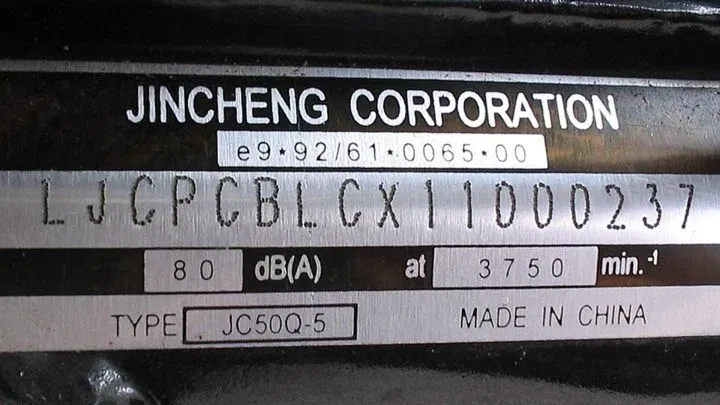 JINCHENG CORPORATION
e9*92/61*0065*00
LJCPCBLCX11000237
80 dB(A) at 3750 min.-1
TYPE JC50Q-5 MADE IN CHINA